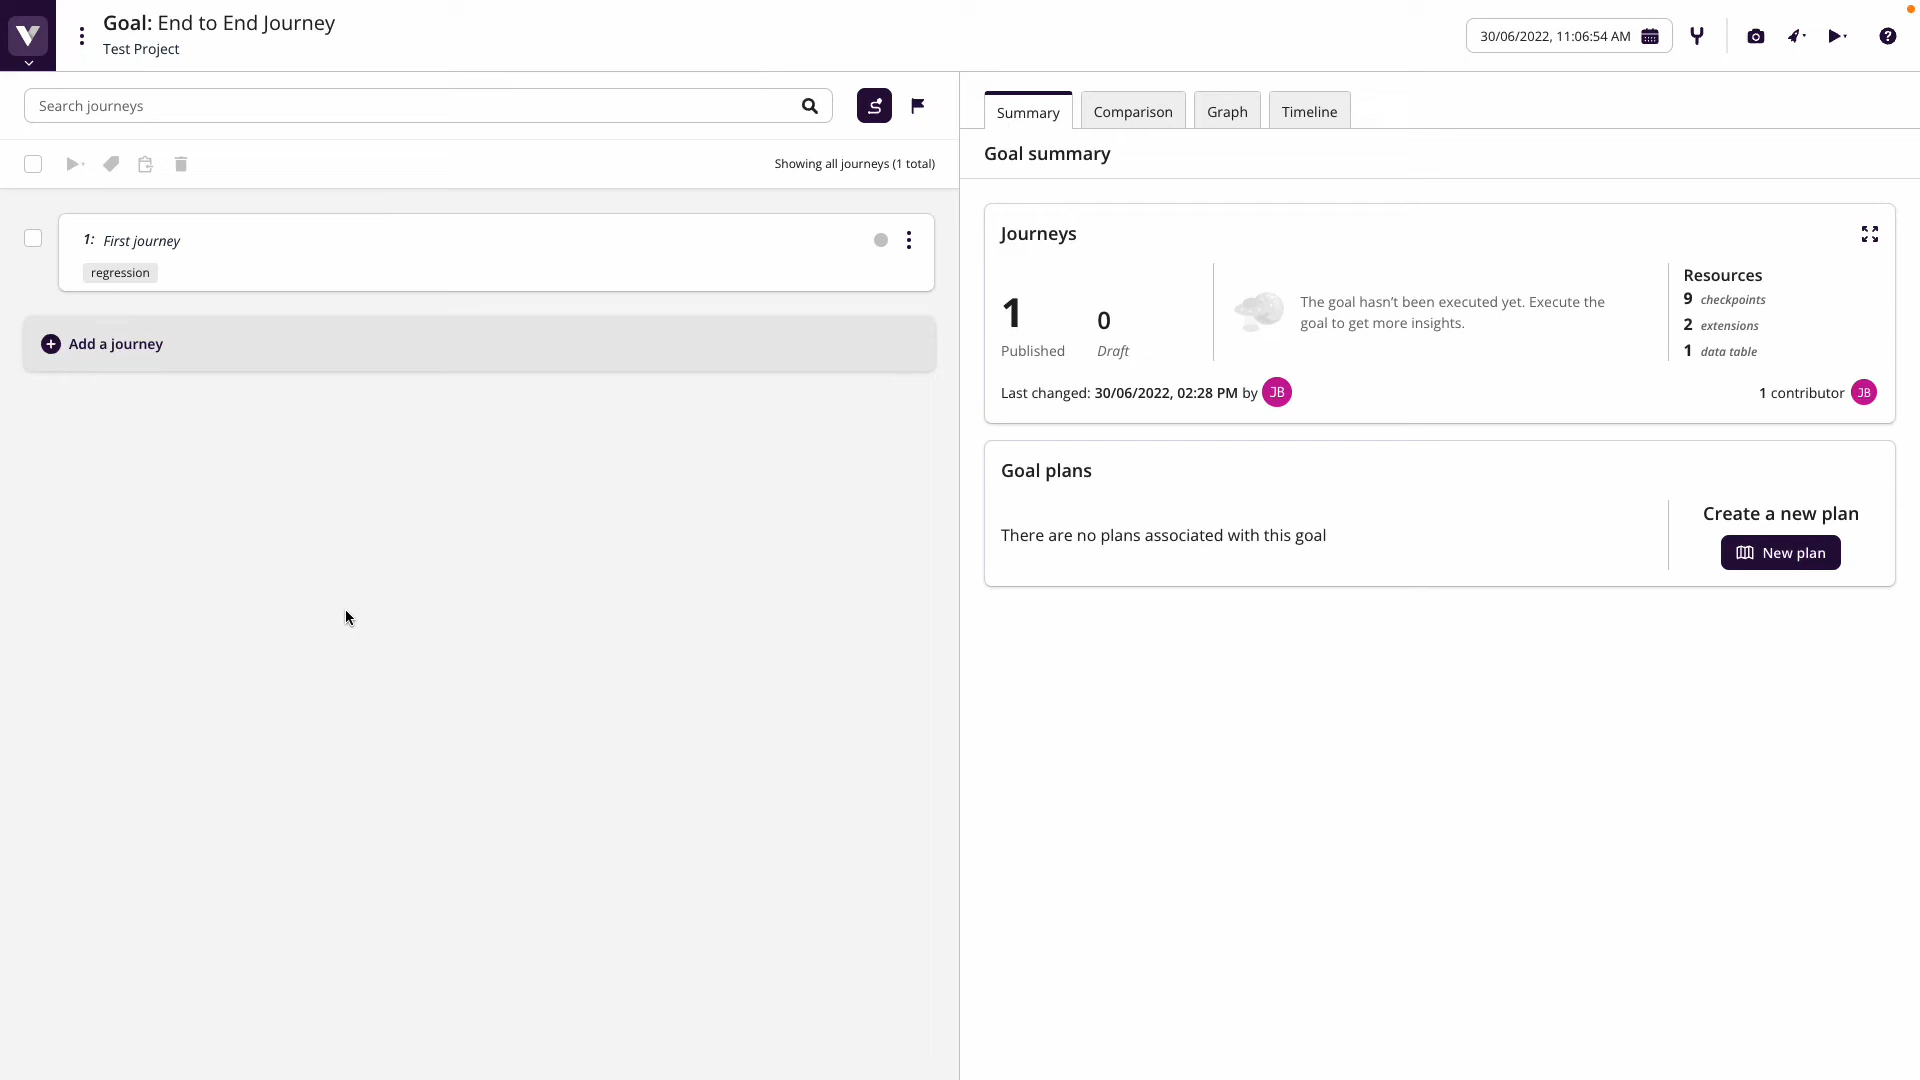 Goal: End to End Journey
Test Project
30/06/2022, 11:06:54 AM
Search journeys
Showing all journeys (1 total)
1: First journey
regression
Add a journey
Summary
Comparison
Graph
Timeline
Goal summary
Journeys
1
Published
0
Draft
The goal hasn’t been executed yet. Execute the
goal to get more insights.
Resources
9 checkpoints
2 extensions
1 data table
Last changed: 30/06/2022, 02:28 PM by JB
1 contributor JB
Goal plans
There are no plans associated with this goal
Create a new plan
New plan